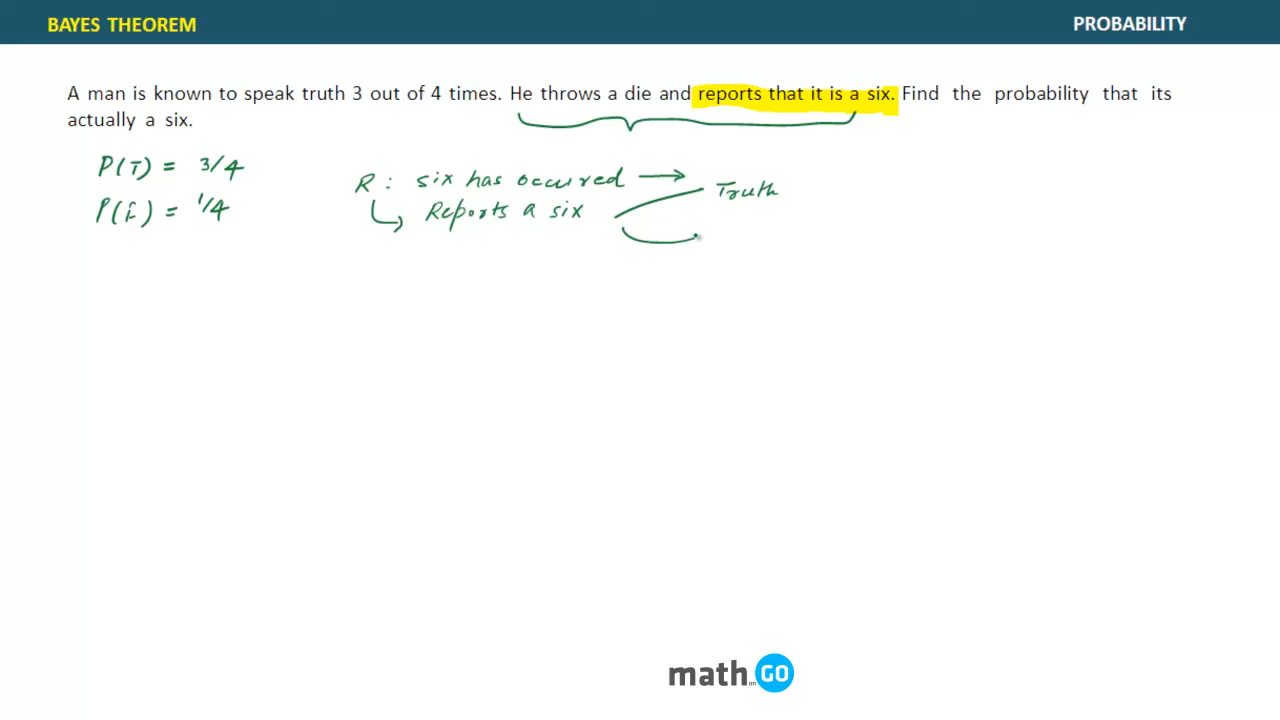 BAYES THEOREM
PROBABILITY
A man is known to speak truth 3 out of 4 times. He throws a die and reports that it is a six. Find the probability that its
actually a six.
P(T) = 3/4
P(F) = 1/4
R : six has occured → Truth
Reports a six
math on GO